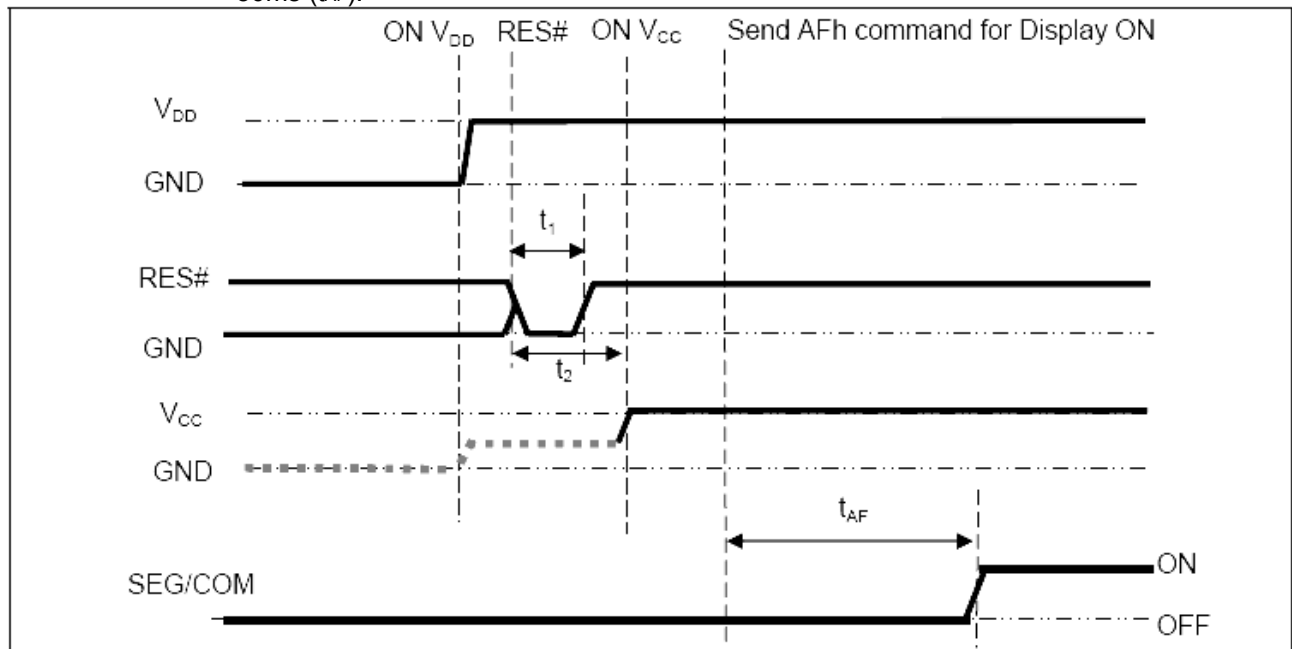 ON VDD RES# ON VCC Send AFh command for Display ON
VDD
GND
t1
RES#
GND
t2
VCC
GND
tAF
SEG/COM
ON
OFF